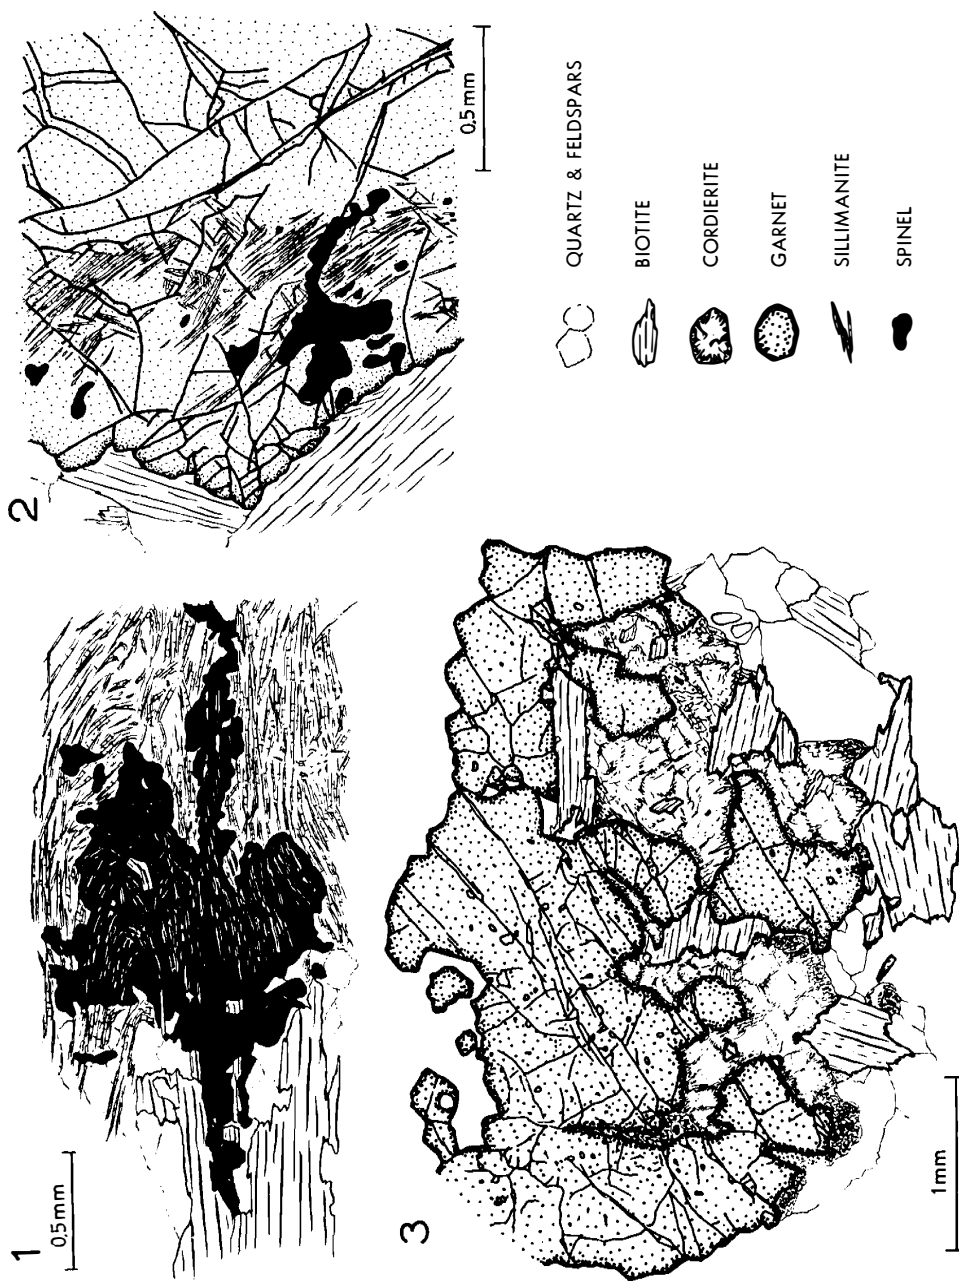 1
0.5mm
2
0.5mm
3
1mm
QUARTZ & FELDSPARS
BIOTITE
CORDIERITE
GARNET
SILLIMANITE
SPINEL